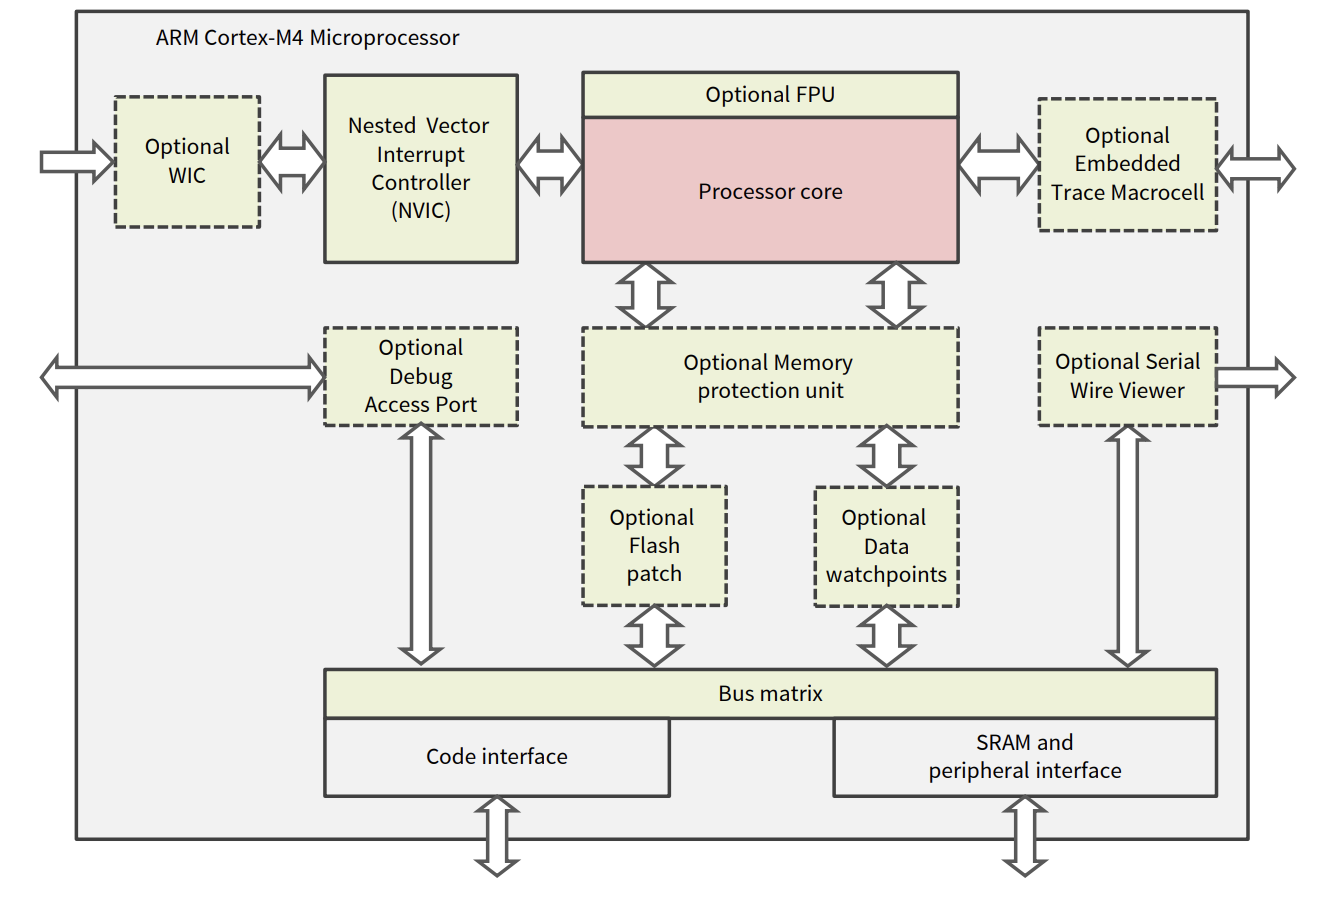 ARM Cortex-M4 Microprocessor
Optional
WIC
Nested Vector
Interrupt
Controller
(NVIC)
Optional FPU
Processor core
Optional
Embedded
Trace Macrocell
Optional
Debug
Access Port
Optional Memory
protection unit
Optional Serial
Wire Viewer
Optional
Flash
patch
Optional
Data
watchpoints
Bus matrix
Code interface
SRAM and
peripheral interface